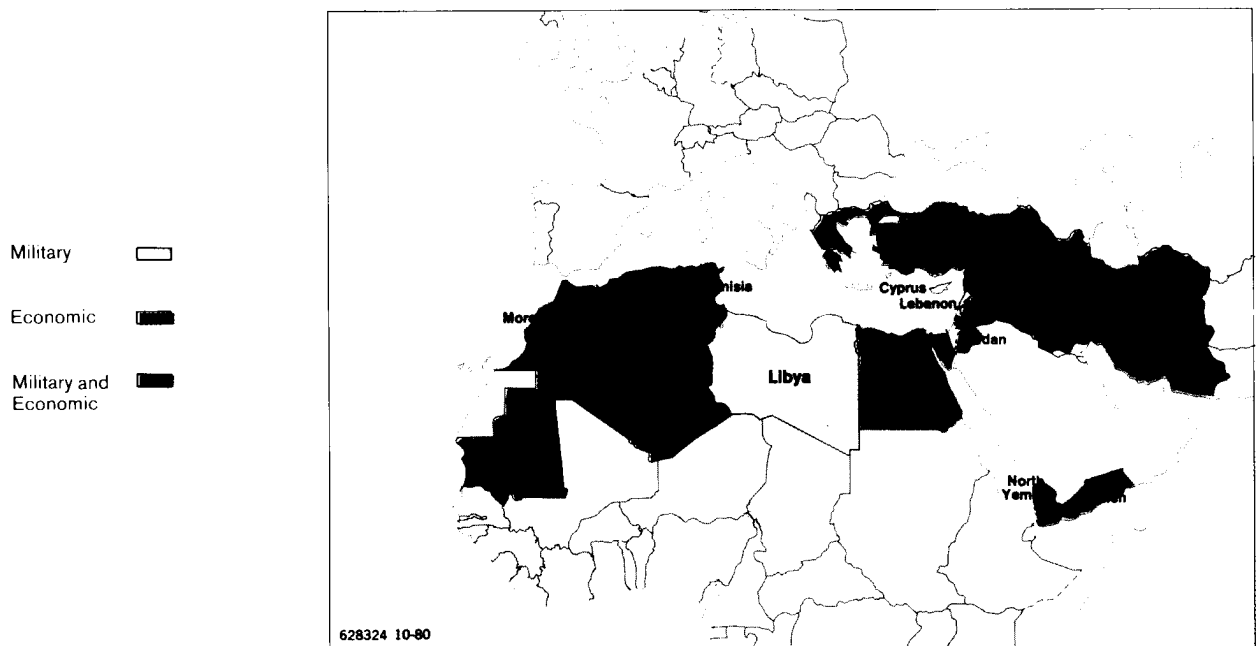 Military
Economic
Military and
Economic
Cyprus
Lebanon
Libya
North
628324 10-80